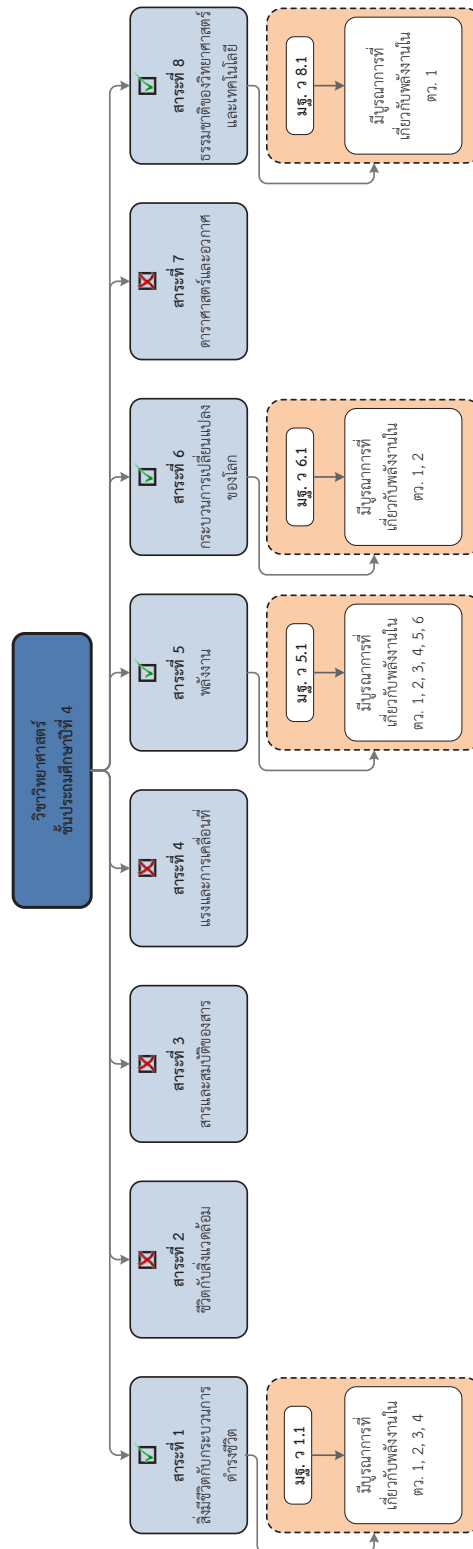 วิชาวิทยาศาสตร์
ชั้นประถมศึกษาปีที่ 4
สาระที่ 1
สิ่งมีชีวิตกับกระบวนการ
ดำรงชีวิต
มฐ. ว 1.1
มีบูรณาการที่
เกี่ยวกับพลังงานใน
ตว. 1, 2, 3, 4
สาระที่ 2
ชีวิตกับสิ่งแวดล้อม
สาระที่ 3
สารและสมบัติของสาร
สาระที่ 4
แรงและการเคลื่อนที่
สาระที่ 5
พลังงาน
มฐ. ว 5.1
มีบูรณาการที่
เกี่ยวกับพลังงานใน
ตว. 1, 2, 3, 4, 5, 6
สาระที่ 6
กระบวนการเปลี่ยนแปลง
ของโลก
มฐ. ว 6.1
มีบูรณาการที่
เกี่ยวกับพลังงานใน
ตว. 1, 2
สาระที่ 7
ดาราศาสตร์และอวกาศ
สาระที่ 8
ธรรมชาติของวิทยาศาสตร์
และเทคโนโลยี
มฐ. ว 8.1
มีบูรณาการที่
เกี่ยวกับพลังงานใน
ตว. 1